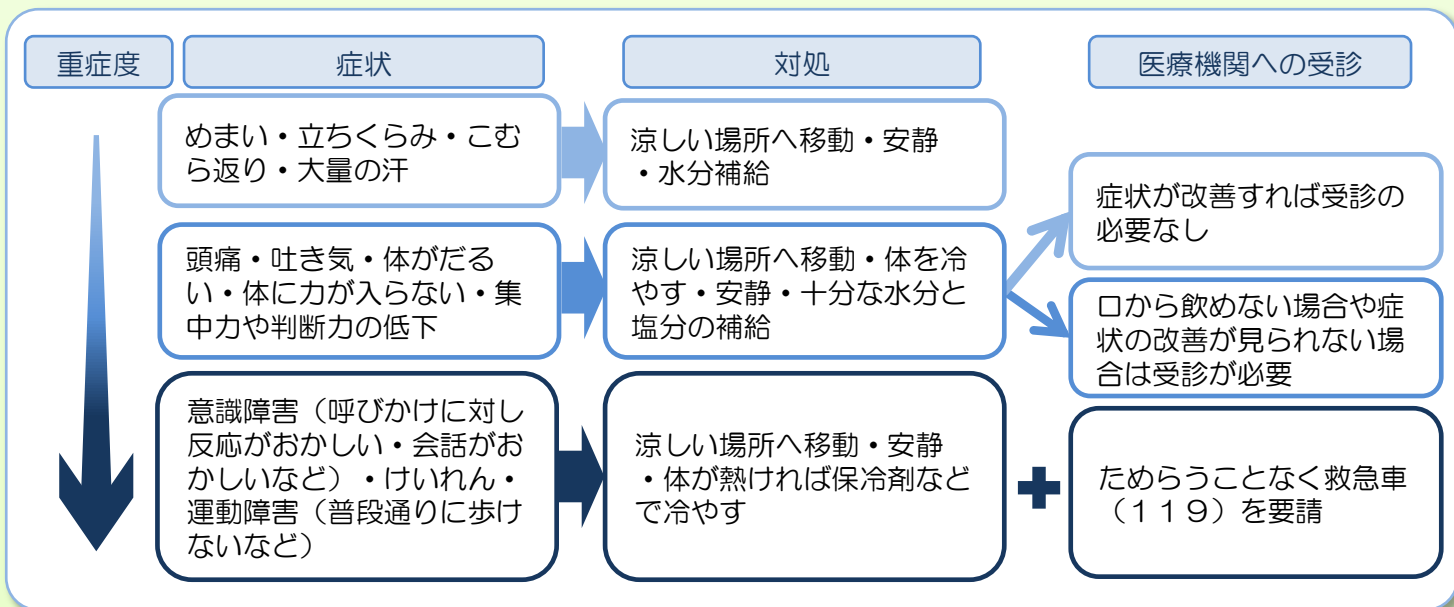 重症度
症状
対処
医療機関への受診
めまい・立ちくらみ・こむ
ら返り・大量の汗
涼しい場所へ移動・安静
・水分補給
頭痛・吐き気・体がだる
い・体に力が入らない・集
中力や判断力の低下
涼しい場所へ移動・体を冷
やす・安静・十分な水分と
塩分の補給
症状が改善すれば受診の
必要なし
口から飲めない場合や症
状の改善が見られない場
合は受診が必要
意識障害（呼びかけに対し
反応がおかしい・会話がお
かしいなど）・けいれん・
運動障害（普段通りに歩け
ないなど）
涼しい場所へ移動・安静
・体が熱ければ保冷剤など
で冷やす
ためらうことなく救急車
（１１９）を要請